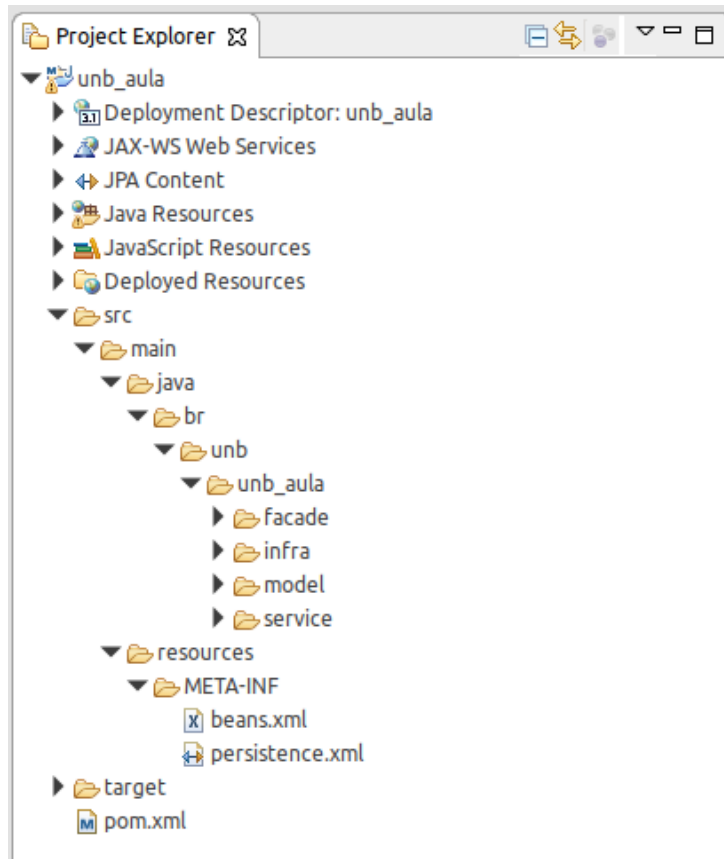 Project Explorer
unb_aula
Deployment Descriptor: unb_aula
JAX-WS Web Services
JPA Content
Java Resources
JavaScript Resources
Deployed Resources
src
main
java
br
unb
unb_aula
facade
infra
model
service
resources
META-INF
beans.xml
persistence.xml
target
pom.xml